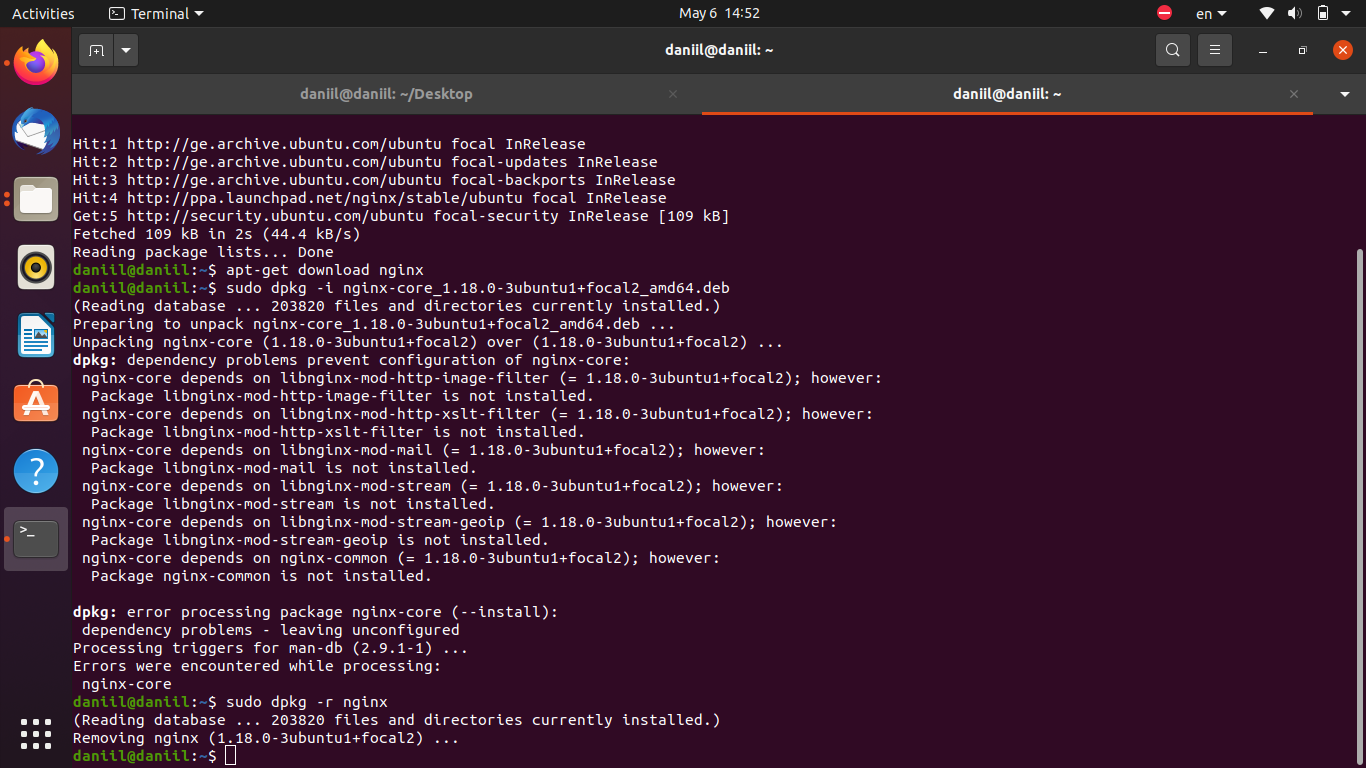 Activities
Terminal
May 6 14:52
en
daniil@daniil: ~
daniil@daniil: ~/Desktop
daniil@daniil: ~
Hit:1 http://ge.archive.ubuntu.com/ubuntu focal InRelease
Hit:2 http://ge.archive.ubuntu.com/ubuntu focal-updates InRelease
Hit:3 http://ge.archive.ubuntu.com/ubuntu focal-backports InRelease
Hit:4 http://ppa.launchpad.net/nginx/stable/ubuntu focal InRelease
Get:5 http://security.ubuntu.com/ubuntu focal-security InRelease [109 kB]
Fetched 109 kB in 2s (44.4 kB/s)
Reading package lists... Done
daniil@daniil:~$ apt-get download nginx
daniil@daniil:~$ sudo dpkg -i nginx-core_1.18.0-3ubuntu1+focal2_amd64.deb
(Reading database ... 203820 files and directories currently installed.)
Preparing to unpack nginx-core_1.18.0-3ubuntu1+focal2_amd64.deb ...
Unpacking nginx-core (1.18.0-3ubuntu1+focal2) over (1.18.0-3ubuntu1+focal2) ...
dpkg: dependency problems prevent configuration of nginx-core:
 nginx-core depends on libnginx-mod-http-image-filter (= 1.18.0-3ubuntu1+focal2); however:
  Package libnginx-mod-http-image-filter is not installed.
 nginx-core depends on libnginx-mod-http-xslt-filter (= 1.18.0-3ubuntu1+focal2); however:
  Package libnginx-mod-http-xslt-filter is not installed.
 nginx-core depends on libnginx-mod-mail (= 1.18.0-3ubuntu1+focal2); however:
  Package libnginx-mod-mail is not installed.
 nginx-core depends on libnginx-mod-stream (= 1.18.0-3ubuntu1+focal2); however:
  Package libnginx-mod-stream is not installed.
 nginx-core depends on libnginx-mod-stream-geoip (= 1.18.0-3ubuntu1+focal2); however:
  Package libnginx-mod-stream-geoip is not installed.
 nginx-core depends on nginx-common (= 1.18.0-3ubuntu1+focal2); however:
  Package nginx-common is not installed.

dpkg: error processing package nginx-core (--install):
 dependency problems - leaving unconfigured
Processing triggers for man-db (2.9.1-1) ...
Errors were encountered while processing:
 nginx-core
daniil@daniil:~$ sudo dpkg -r nginx
(Reading database ... 203820 files and directories currently installed.)
Removing nginx (1.18.0-3ubuntu1+focal2) ...
daniil@daniil:~$